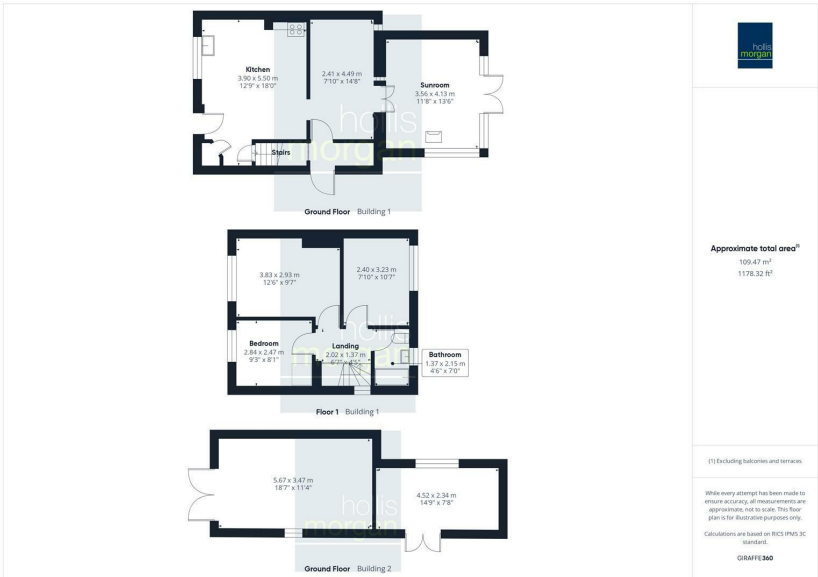 Kitchen
3.90 x 5.50 m
12'9" x 18'0"
2.41 x 4.49 m
7'10" x 14'8"
Sunroom
3.56 x 4.13 m
11'8" x 13'6"
Stairs
hollis
morgan
Ground Floor Building 1
3.83 x 2.93 m
12'6" x 9'7"
2.40 x 3.23 m
7'10" x 10'7"
Bedroom
2.84 x 2.47 m
9'3" x 8'1"
Landing
2.02 x 1.37 m
6'7" x 4'5"
Bathroom
1.37 x 2.15 m
4'6" x 7'0"
hollis
morgan
Floor 1 Building 1
5.67 x 3.47 m
18'7" x 11'4"
4.52 x 2.34 m
14'9" x 7'8"
hollis
morgan
Ground Floor Building 2
hollis
morgan
Approximate total area⁽¹⁾
109.47 m²
1178.32 ft²
(1) Excluding balconies and terraces
While every attempt has been made to
ensure accuracy, all measurements are
approximate, not to scale. This floor
plan is for illustrative purposes only.
Calculations are based on RICS IPMS 3C
standard.
GIRAFFE360